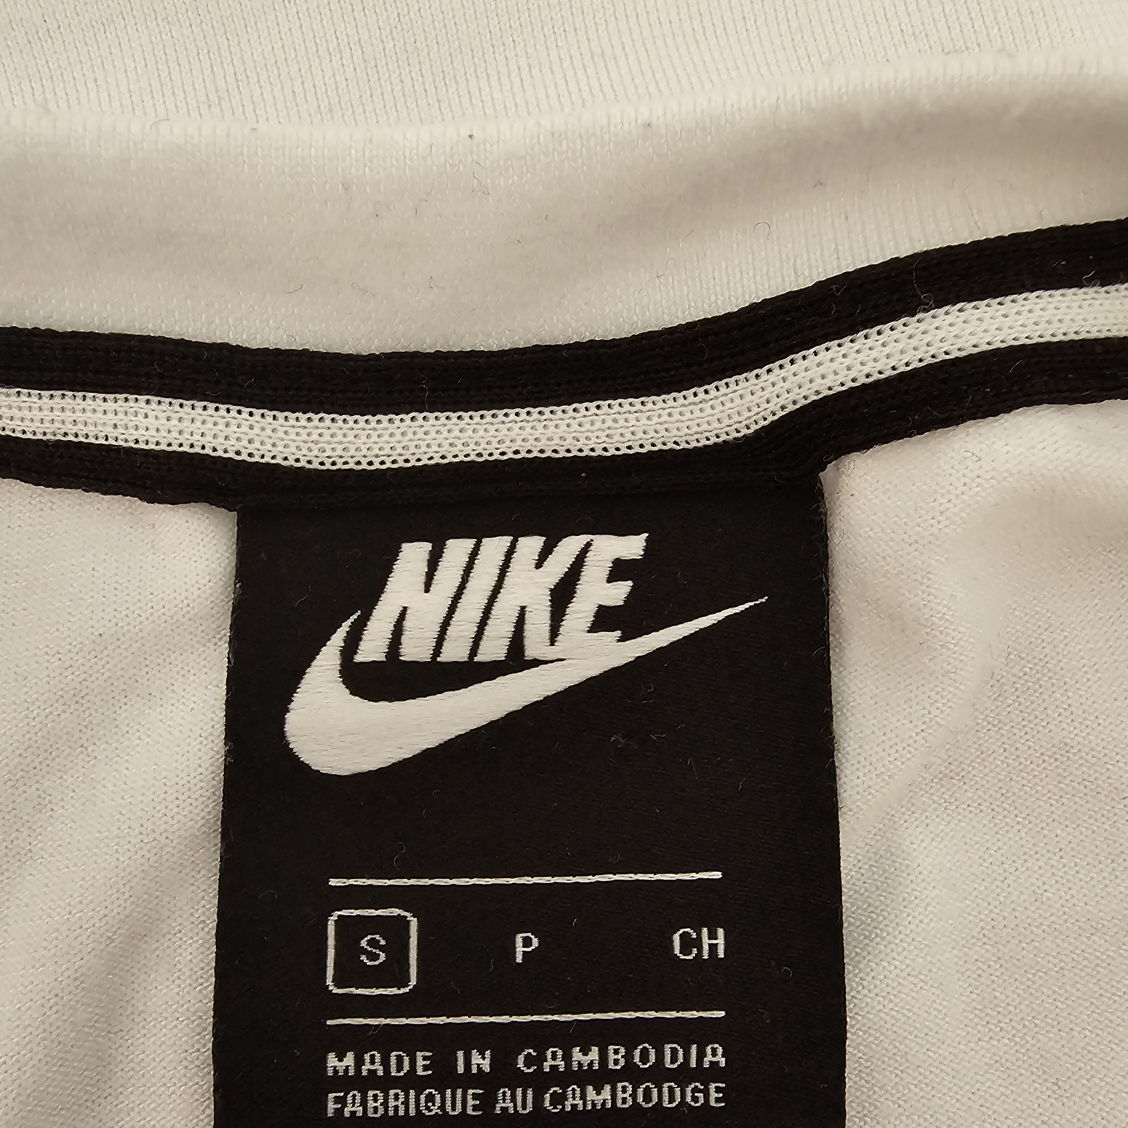 NIKE
S P CH
MADE IN CAMBODIA
FABRIQUE AU CAMBODGE